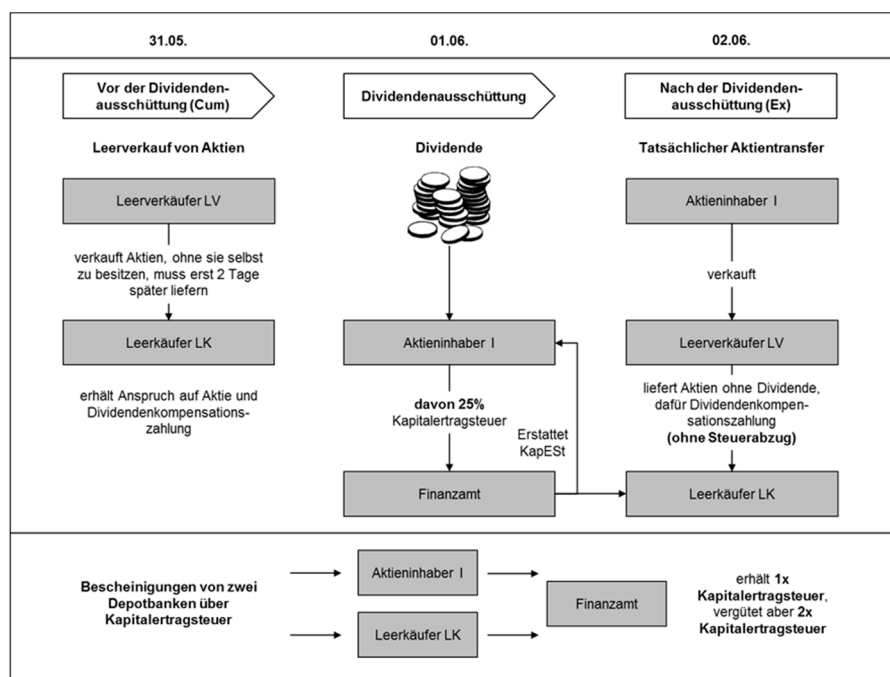 31.05.
01.06.
02.06.
Vor der Dividenden-
ausschüttung (Cum)
Dividendenausschüttung
Nach der Dividenden-
ausschüttung (Ex)
Leerverkauf von Aktien
Dividende
Tatsächlicher Aktientransfer
Leerverkäufer LV
Aktieninhaber I
verkauft Aktien, ohne sie selbst
zu besitzen, muss erst 2 Tage
später liefern
verkauft
Leerkäufer LK
Aktieninhaber I
Leerverkäufer LV
erhält Anspruch auf Aktie und
Dividendenkompensations-
zahlung
davon 25%
Kapitalertragsteuer
Erstattet
KapESt
liefert Aktien ohne Dividende,
dafür Dividendenkompen-
sationszahlung
(ohne Steuerabzug)
Finanzamt
Leerkäufer LK
Bescheinigungen von zwei
Depotbanken über
Kapitalertragsteuer
Aktieninhaber I
Leerkäufer LK
Finanzamt
erhält 1x
Kapitalertragsteuer,
vergütet aber 2x
Kapitalertragsteuer